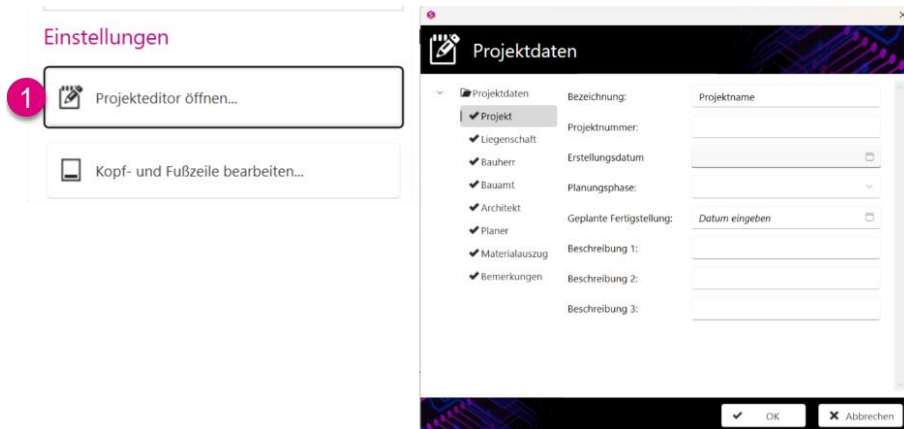 Einstellungen
1
Projekteditor öffnen...
Kopf- und Fußzeile bearbeiten...
Projektdaten
Projektdaten
Projekt
Liegenschaft
Bauherr
Bauamt
Architekt
Planer
Materialauszug
Bemerkungen
Bezeichnung: Projektname
Projektnummer:
Erstellungsdatum
Planungsphase:
Geplante Fertigstellung: Datum eingeben
Beschreibung 1:
Beschreibung 2:
Beschreibung 3:
OK Abbrechen